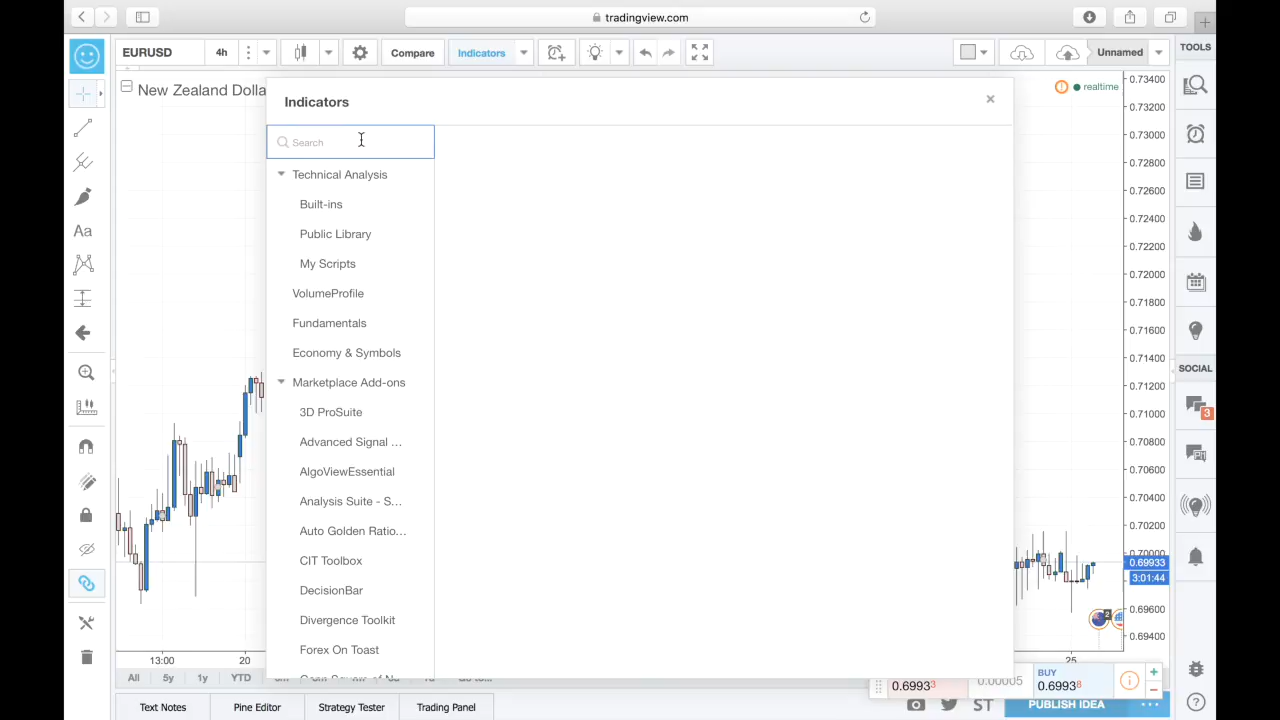 tradingview.com
EURUSD
4h
Compare
Indicators
Unnamed
TOOLS
New Zealand Dolla
realtime
Indicators
Search
Technical Analysis
Built-ins
Public Library
My Scripts
VolumeProfile
Fundamentals
Economy & Symbols
Marketplace Add-ons
3D ProSuite
Advanced Signal ...
AlgoViewEssential
Analysis Suite - S...
Auto Golden Ratio...
CIT Toolbox
DecisionBar
Divergence Toolkit
Forex On Toast
Aa
0.73400
0.73200
0.73000
0.72800
0.72600
0.72400
0.72200
0.72000
0.71800
0.71600
0.71400
0.71200
0.71000
0.70800
0.70600
0.70400
0.70200
0.70000
0.69933
3:01:44
0.69600
0.69400
SOCIAL
3
2
13:00
20
25
All
5y
1y
YTD
0.69933
0.00005
BUY
0.69938
Text Notes
Pine Editor
Strategy Tester
Trading Panel
ST
PUBLISH IDEA